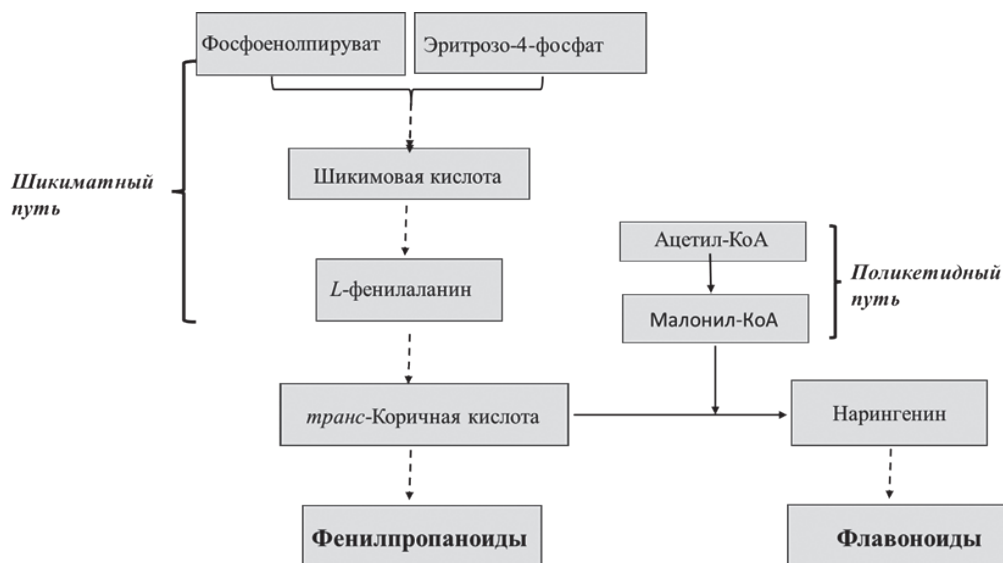 Фосфоенолпируват
Эритрозо-4-фосфат
Шикимовая кислота
Шикиматный
путь
L-фенилаланин
Ацетил-КоА
Поликетидный
путь
Малонил-КоА
транс-Коричная кислота
Нарингенин
Фенилпропаноиды
Флавоноиды